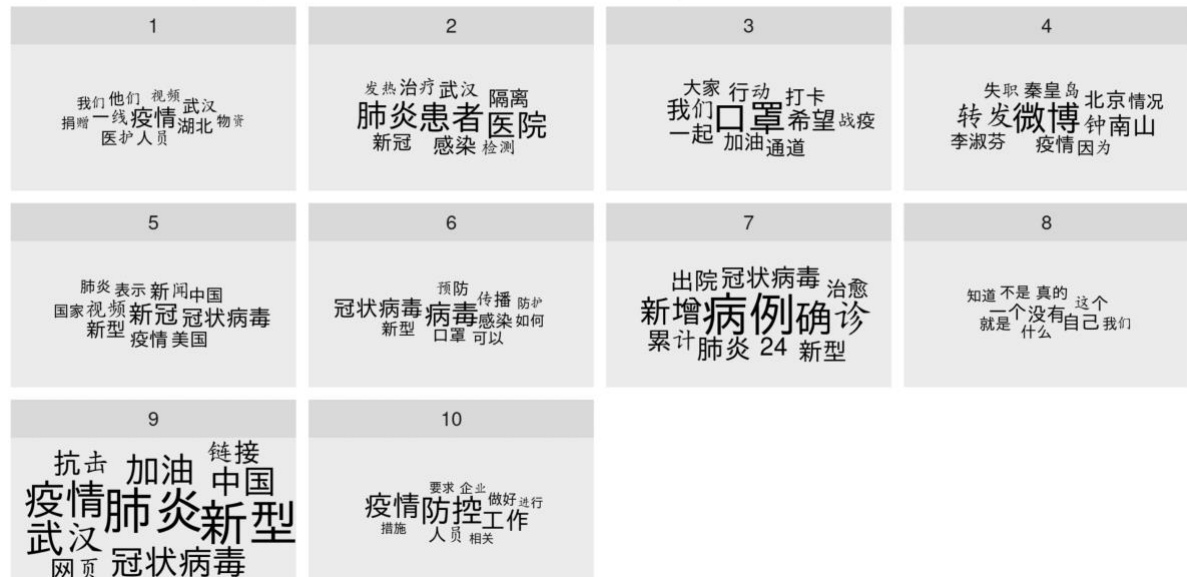 1
我们 他们 视频 武汉
捐赠 一线 疫情 湖北 物资
医护人员
2
发热 治疗 武汉 隔离
肺炎 患者 医院
新冠 感染 检测
3
大家 行动 打卡
我们 口罩 希望 战疫
一起 加油 通道
4
失职 秦皇岛 北京 情况
转发 微博 钟南山
李淑芬 疫情 因为
5
肺炎 表示 新闻 中国
国家 视频 新冠 冠状病毒
新型 疫情 美国
6
预防 传播 防护
冠状病毒 病毒 感染 如何
新型 口罩 可以
7
出院 冠状病毒 治愈
新增 病例 确诊
累计 肺炎 24 新型
8
知道 不是 真的 这个
一个 没有 自己 我们
就是 什么
9
抗击 加油 链接
疫情 肺炎 中国
武汉 新型
网页 冠状病毒
10
要求 企业 做好 进行
疫情 防控 工作
措施 人员 相关